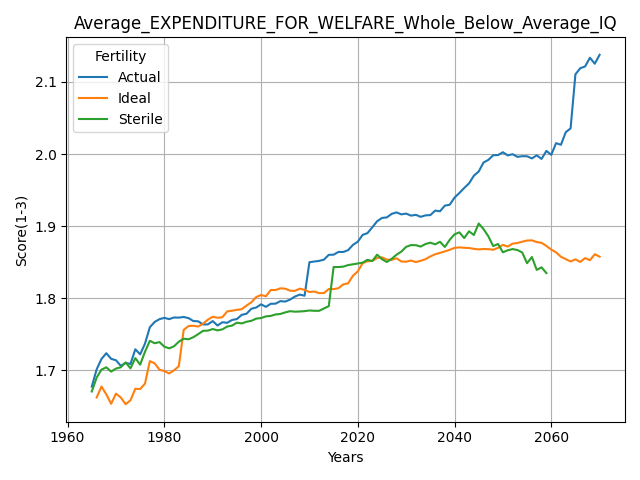 Average_EXPENDITURE_FOR_WELFARE_Whole_Below_Average_IQ
Fertility
Actual
Ideal
Sterile
2.1
2.0
1.9
1.8
1.7
Score(1-3)
1960 1980 2000 2020 2040 2060
Years